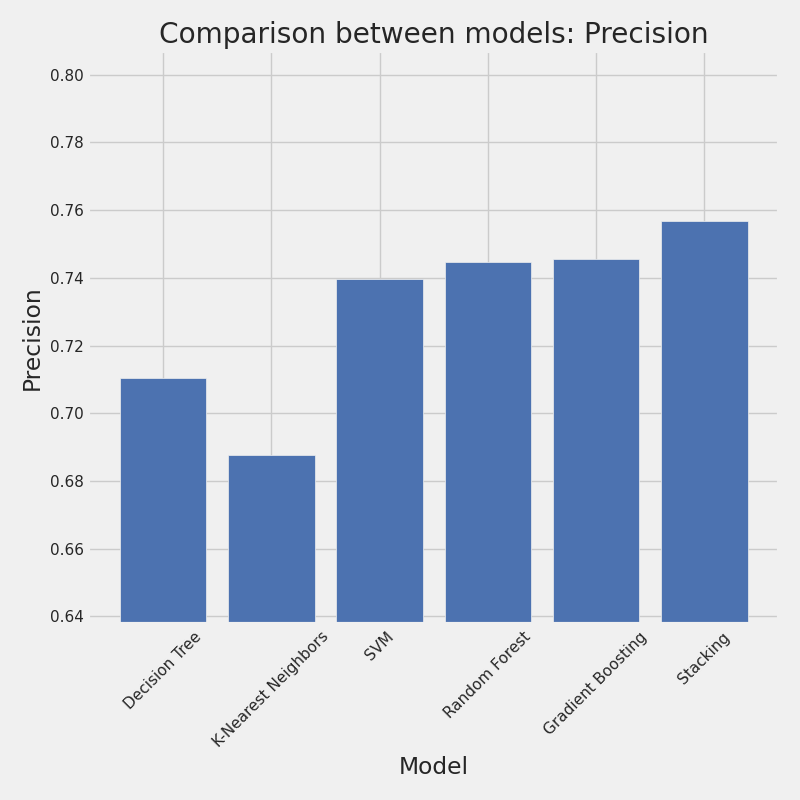 Comparison between models: Precision
0.80
0.78
0.76
0.74
0.72
0.70
0.68
0.66
0.64
Precision
Decision Tree
K-Nearest Neighbors
SVM
Random Forest
Gradient Boosting
Stacking
Model